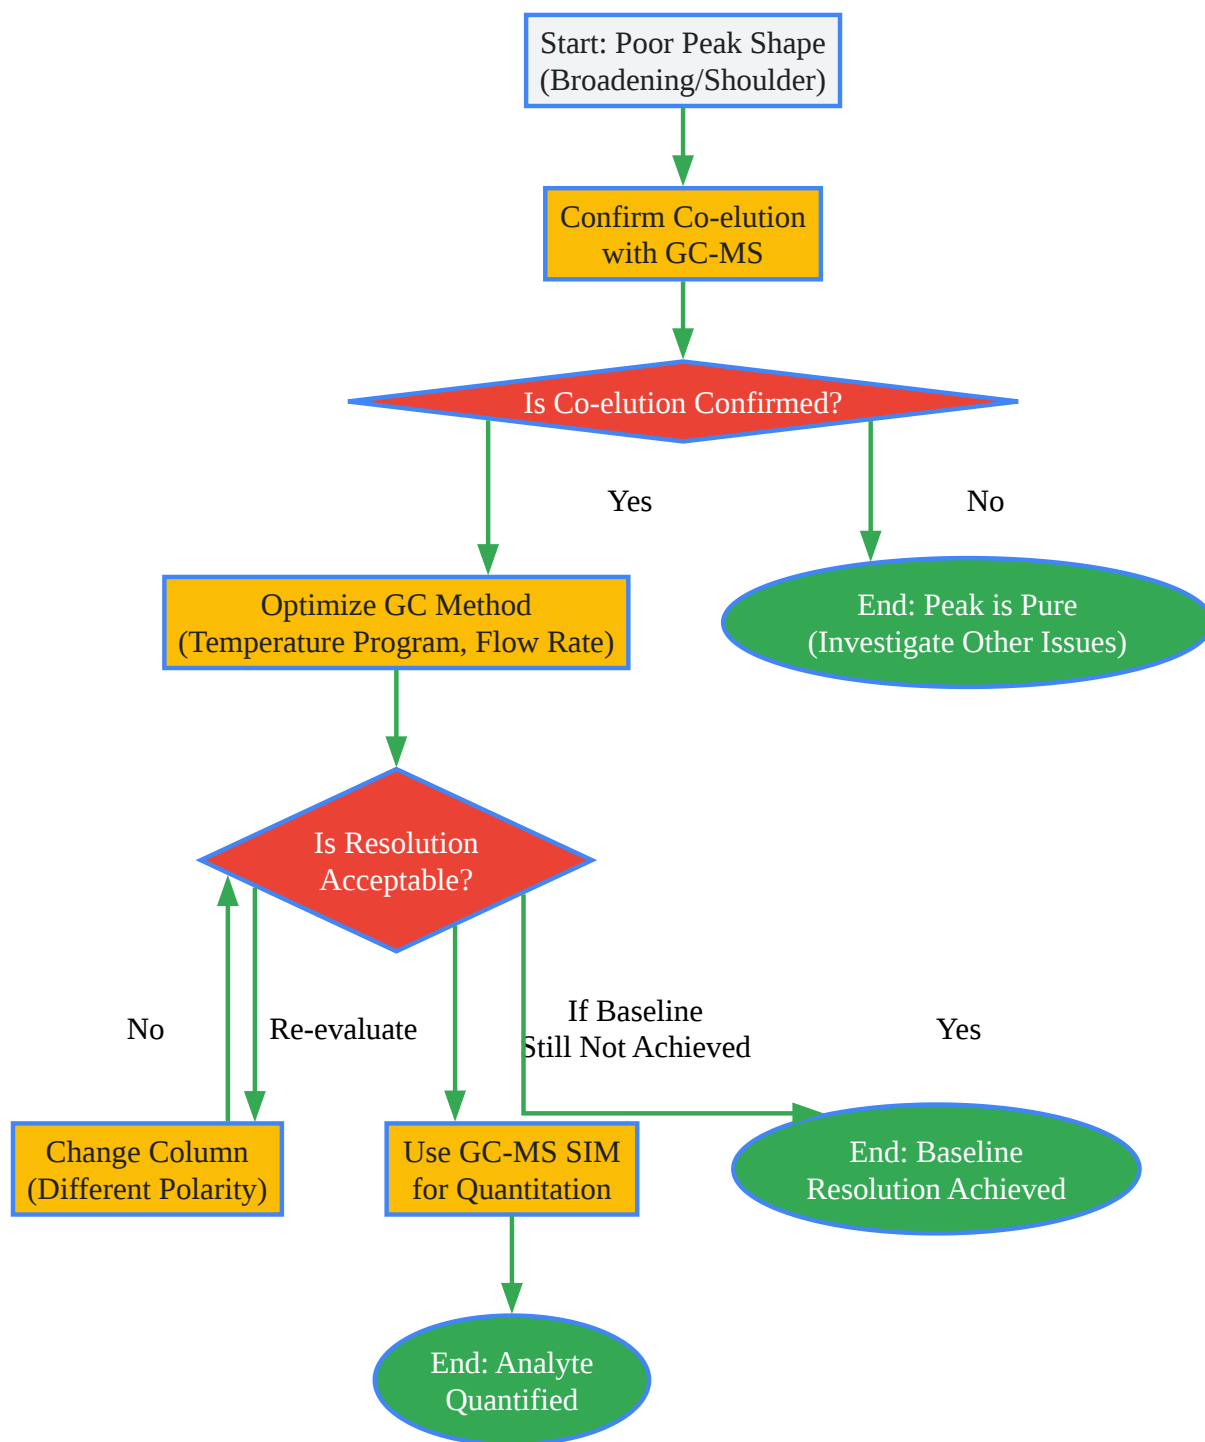 Start: Poor Peak Shape
(Broadening/Shoulder)
Confirm Co-elution
with GC-MS
Is Co-elution Confirmed?
Yes
No
Optimize GC Method
(Temperature Program, Flow Rate)
End: Peak is Pure
(Investigate Other Issues)
Is Resolution
Acceptable?
No
Re-evaluate
If Baseline
Still Not Achieved
Yes
Change Column
(Different Polarity)
Use GC-MS SIM
for Quantitation
End: Baseline
Resolution Achieved
End: Analyte
Quantified